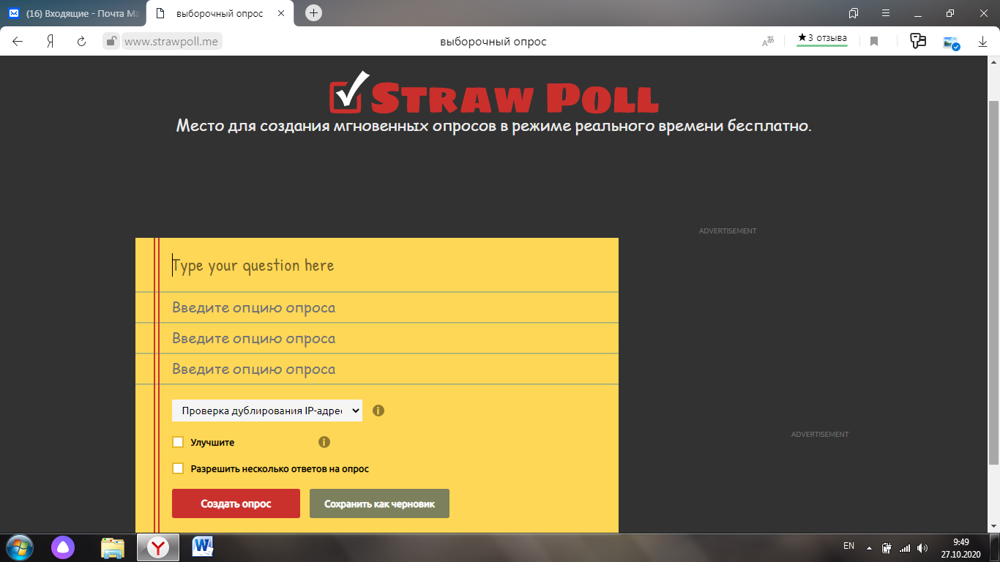 (16) Входящие - Почта Ma
выборочный опрос
www.strawpoll.me
выборочный опрос
★3 отзыва
STRAW POLL
Место для создания мгновенных опросов в режиме реального времени бесплатно.
ADVERTISEMENT
Type your question here
Введите опцию опроса
Введите опцию опроса
Введите опцию опроса
Проверка дублирования IP-адрес
Улучшите
ADVERTISEMENT
Разрешить несколько ответов на опрос
Создать опрос
Сохранить как черновик
EN
9:49
27.10.2020